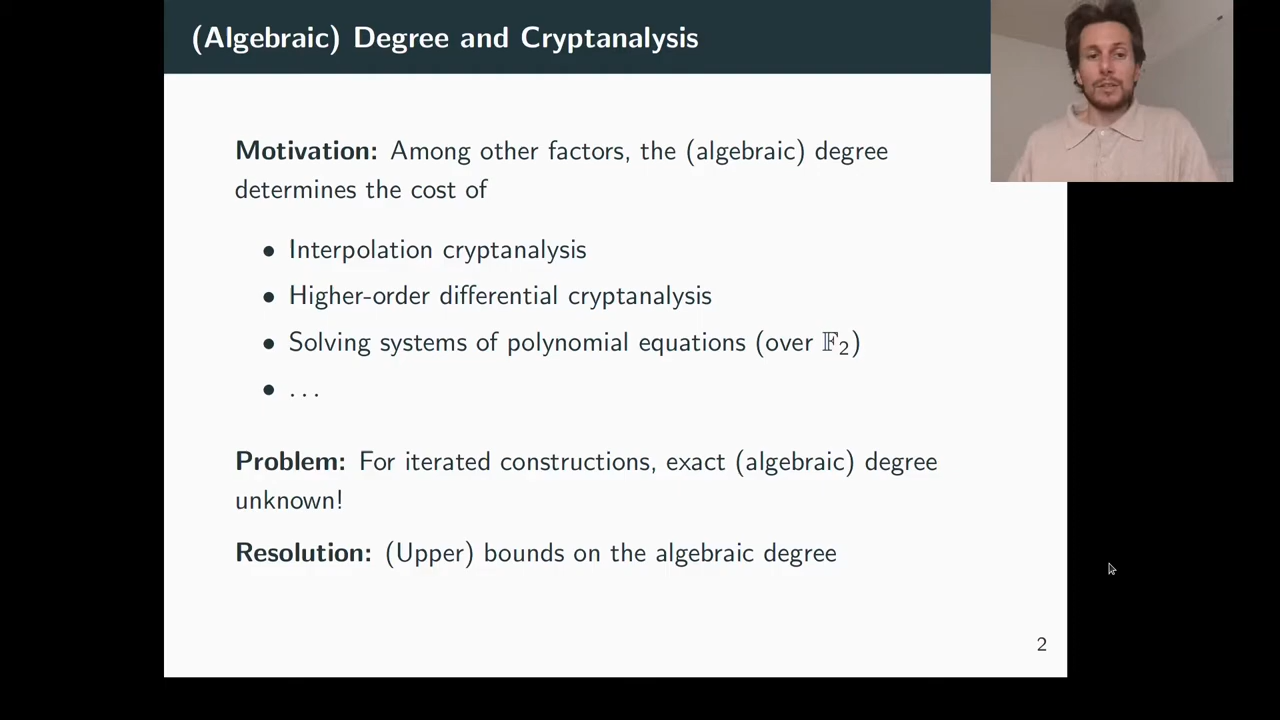 (Algebraic) Degree and Cryptanalysis
Motivation: Among other factors, the (algebraic) degree
determines the cost of
• Interpolation cryptanalysis
• Higher-order differential cryptanalysis
• Solving systems of polynomial equations (over 𝔽₂)
• . . .
Problem: For iterated constructions, exact (algebraic) degree
unknown!
Resolution: (Upper) bounds on the algebraic degree
2